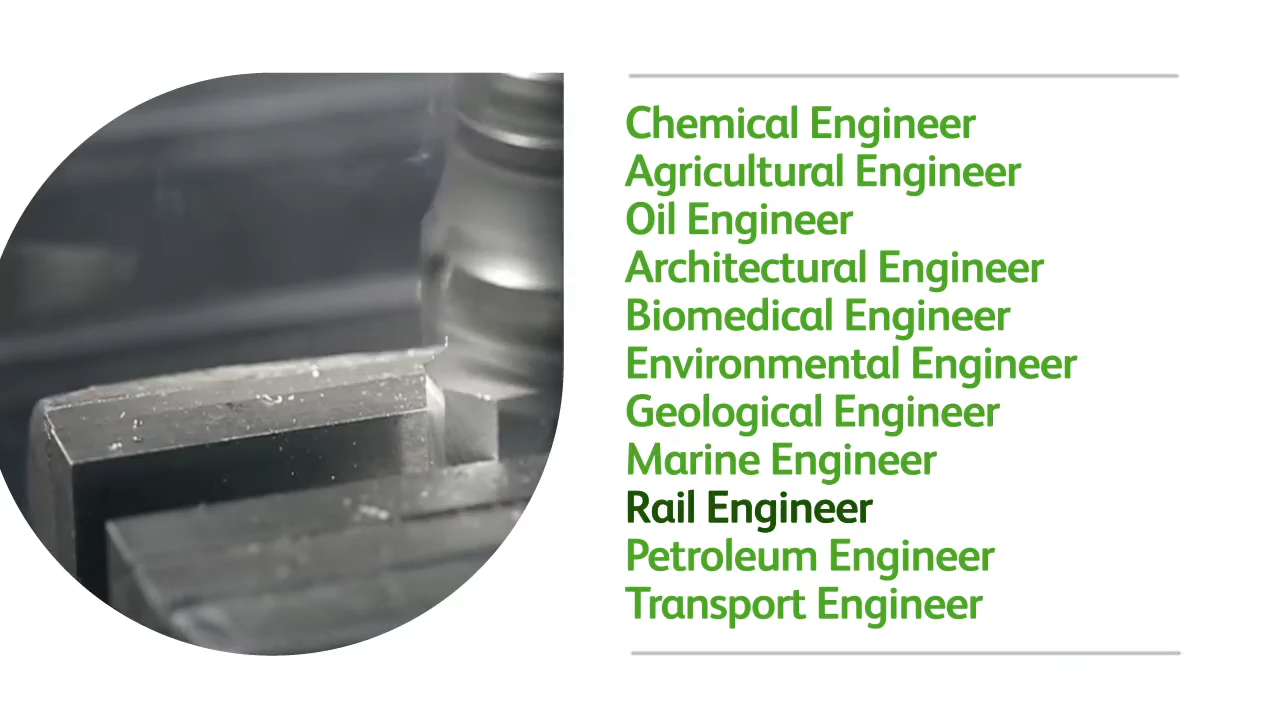 Chemical Engineer
Agricultural Engineer
Oil Engineer
Architectural Engineer
Biomedical Engineer
Environmental Engineer
Geological Engineer
Marine Engineer
Rail Engineer
Petroleum Engineer
Transport Engineer